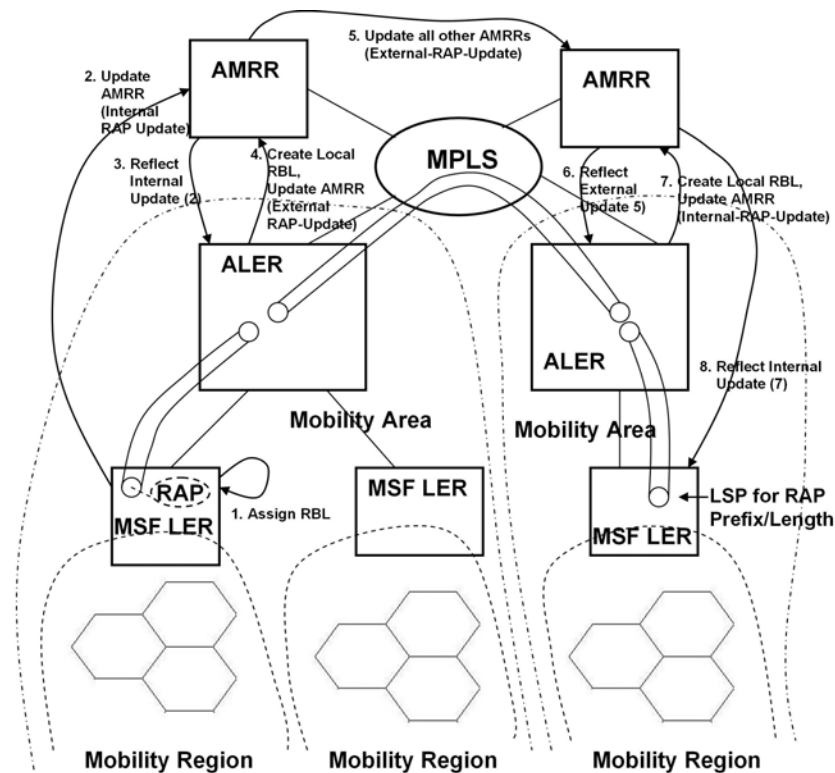 5. Update all other AMRRs
(External-RAP-Update)
AMRR
AMRR
2. Update
AMRR
(Internal
RAP Update)
MPLS
3. Reflect
Internal
Update (2)
4. Create Local
RBL,
Update AMRR
(External
RAP-Update)
6. Reflect
External
Update 5)
7. Create Local RBL,
Update AMRR
(Internal-RAP-Update)
ALER
ALER
8. Reflect Internal
Update (7)
Mobility Area
Mobility Area
RAP
MSF LER
1. Assign RBL
MSF LER
MSF LER
LSP for RAP
Prefix/Length
Mobility Region
Mobility Region
Mobility Region